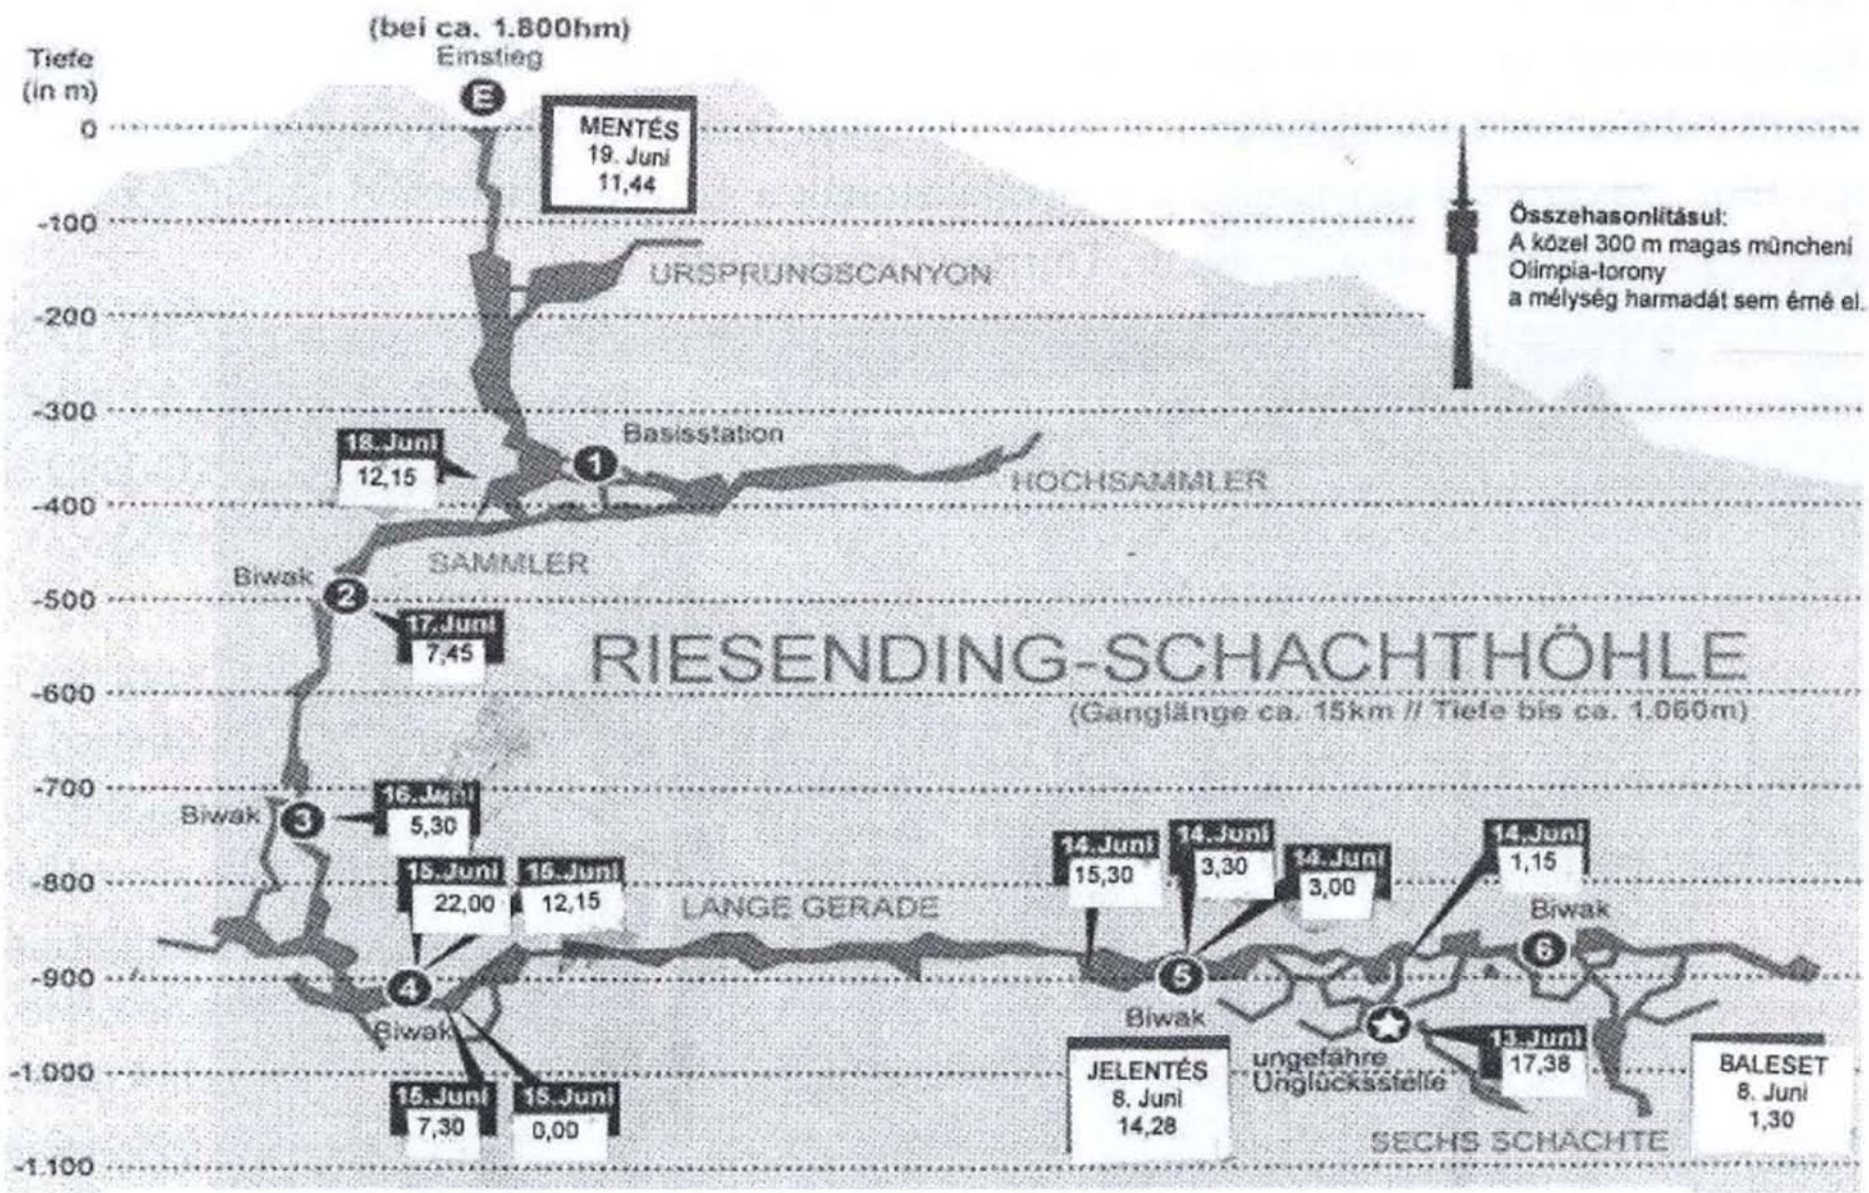 (bei ca. 1.800hm)
Einstieg
E
Tiefe
(in m)
0
-100
-200
-300
-400
-500
-600
-700
-800
-900
-1.000
-1.100
MENTÉS
19. Juni
11,44
Összehasonlításul:
A közel 300 m magas müncheni
Olimpia-torony
a mélység harmadát sem érné el.
URSPRUNGSCANYON
18.Juni
12,15
1
Basisstation
HOCHSAMMLER
SAMMLER
Biwak
2
17.Juni
7,45
RIESENDING-SCHACHTHÖHLE
(Ganglänge ca. 15km // Tiefe bis ca. 1.060m)
Biwak
3
16.Juni
5,30
15.Juni
22,00
15.Juni
12,15
LANGE GERADE
14.Juni
15,30
14.Juni
3,30
14.Juni
3,00
14.Juni
1,15
Biwak
6
4
Biwak
5
Biwak
15.Juni
7,30
15.Juni
0,00
JELENTÉS
8. Juni
14,28
ungefähre
Unglücksstelle
13.Juni
17,38
BALESET
8. Juni
1,30
SECHS SCHÄCHTE